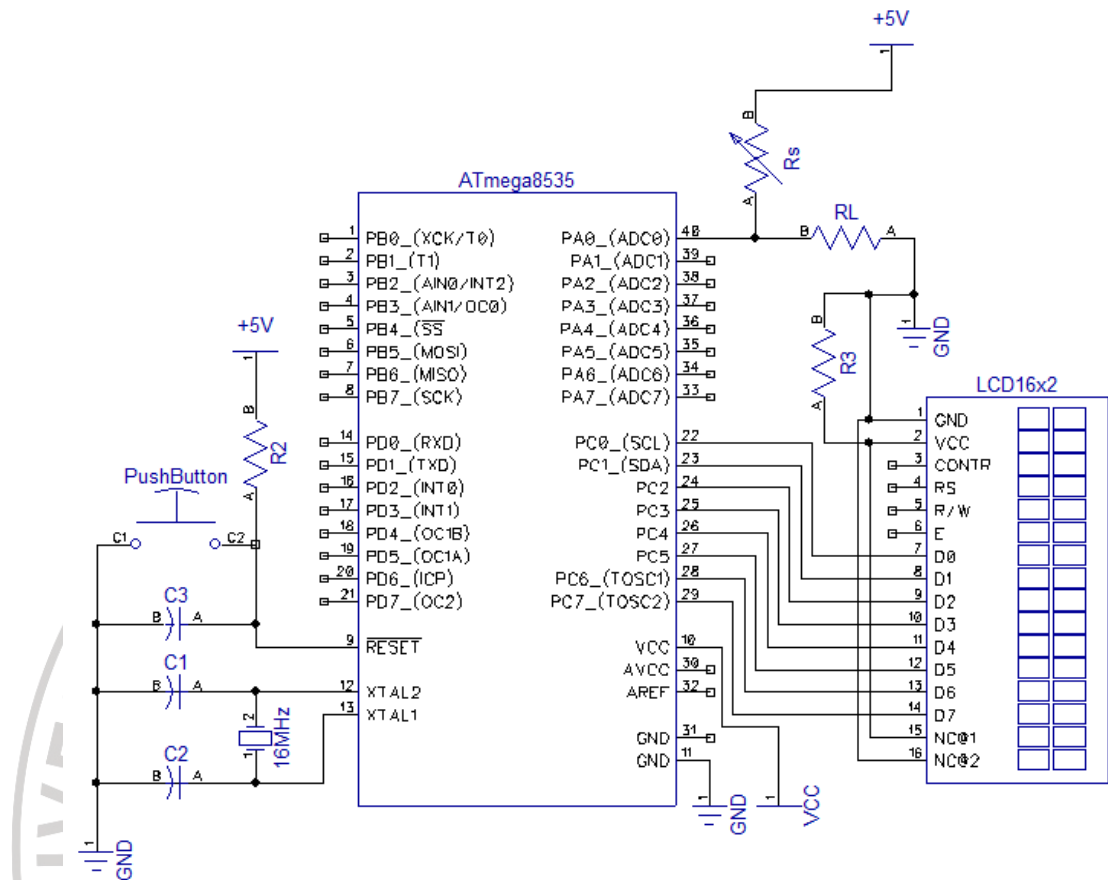 +5V
1
B
Rs
A
ATmega8535
RL
B A
1 PB0_(XCK/T0)
2 PB1_(T1)
3 PB2_(AIN0/INT2)
4 PB3_(AIN1/OC0)
5 PB4_(SS
6 PB5_(MOSI)
7 PB6_(MISO)
8 PB7_(SCK)
14 PD0_(RXD)
15 PD1_(TXD)
16 PD2_(INT0)
17 PD3_(INT1)
18 PD4_(OC1B)
19 PD5_(OC1A)
20 PD6_(ICP)
21 PD7_(OC2)
9 RESET
12 XTAL2
13 XTAL1
PA0_(ADC0) 40
PA1_(ADC1) 39
PA2_(ADC2) 38
PA3_(ADC3) 37
PA4_(ADC4) 36
PA5_(ADC5) 35
PA6_(ADC6) 34
PA7_(ADC7) 33
PC0_(SCL) 22
PC1_(SDA) 23
PC2 24
PC3 25
PC4 26
PC5 27
PC6_(TOSC1) 28
PC7_(TOSC2) 29
VCC 10
AVCC 30
AREF 32
GND 31
GND 11
+5V
1
B
R2
A
PushButton
C1 C2
C3
B A
C1
B A
2
1
16MHz
C2
B A
1
GND
B
R3
A
1
GND
LCD16x2
1 GND
2 VCC
3 CONTR
4 RS
5 R/W
6 E
7 D0
8 D1
9 D2
10 D3
11 D4
12 D5
13 D6
14 D7
15 NC@1
16 NC@2
1
GND
1
VCC